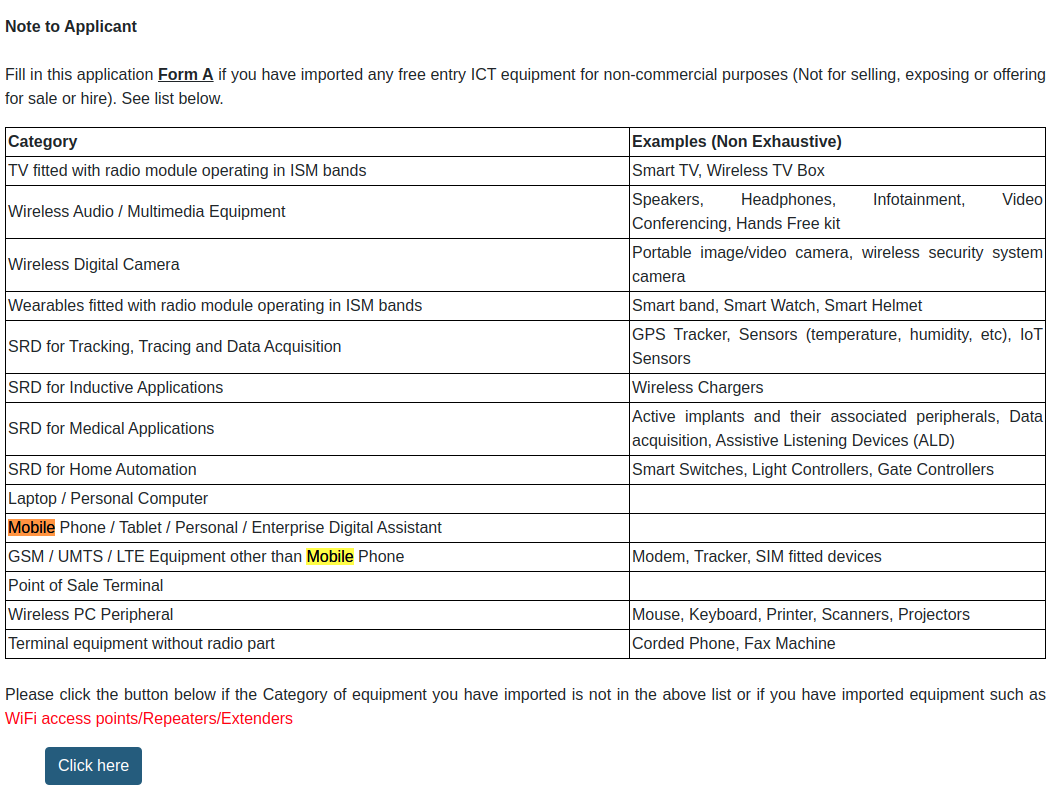 Note to Applicant
Fill in this application Form A if you have imported any free entry ICT equipment for non-commercial purposes (Not for selling, exposing or offering
for sale or hire). See list below.
Category Examples (Non Exhaustive)
TV fitted with radio module operating in ISM bands Smart TV, Wireless TV Box
Wireless Audio / Multimedia Equipment Speakers, Headphones, Infotainment, Video
Conferencing, Hands Free kit
Wireless Digital Camera Portable image/video camera, wireless security system
camera
Wearables fitted with radio module operating in ISM bands Smart band, Smart Watch, Smart Helmet
SRD for Tracking, Tracing and Data Acquisition GPS Tracker, Sensors (temperature, humidity, etc), IoT
Sensors
SRD for Inductive Applications Wireless Chargers
SRD for Medical Applications Active implants and their associated peripherals, Data
acquisition, Assistive Listening Devices (ALD)
SRD for Home Automation Smart Switches, Light Controllers, Gate Controllers
Laptop / Personal Computer
Mobile Phone / Tablet / Personal / Enterprise Digital Assistant
GSM / UMTS / LTE Equipment other than Mobile Phone Modem, Tracker, SIM fitted devices
Point of Sale Terminal
Wireless PC Peripheral Mouse, Keyboard, Printer, Scanners, Projectors
Terminal equipment without radio part Corded Phone, Fax Machine
Please click the button below if the Category of equipment you have imported is not in the above list or if you have imported equipment such as
WiFi access points/Repeaters/Extenders
Click here